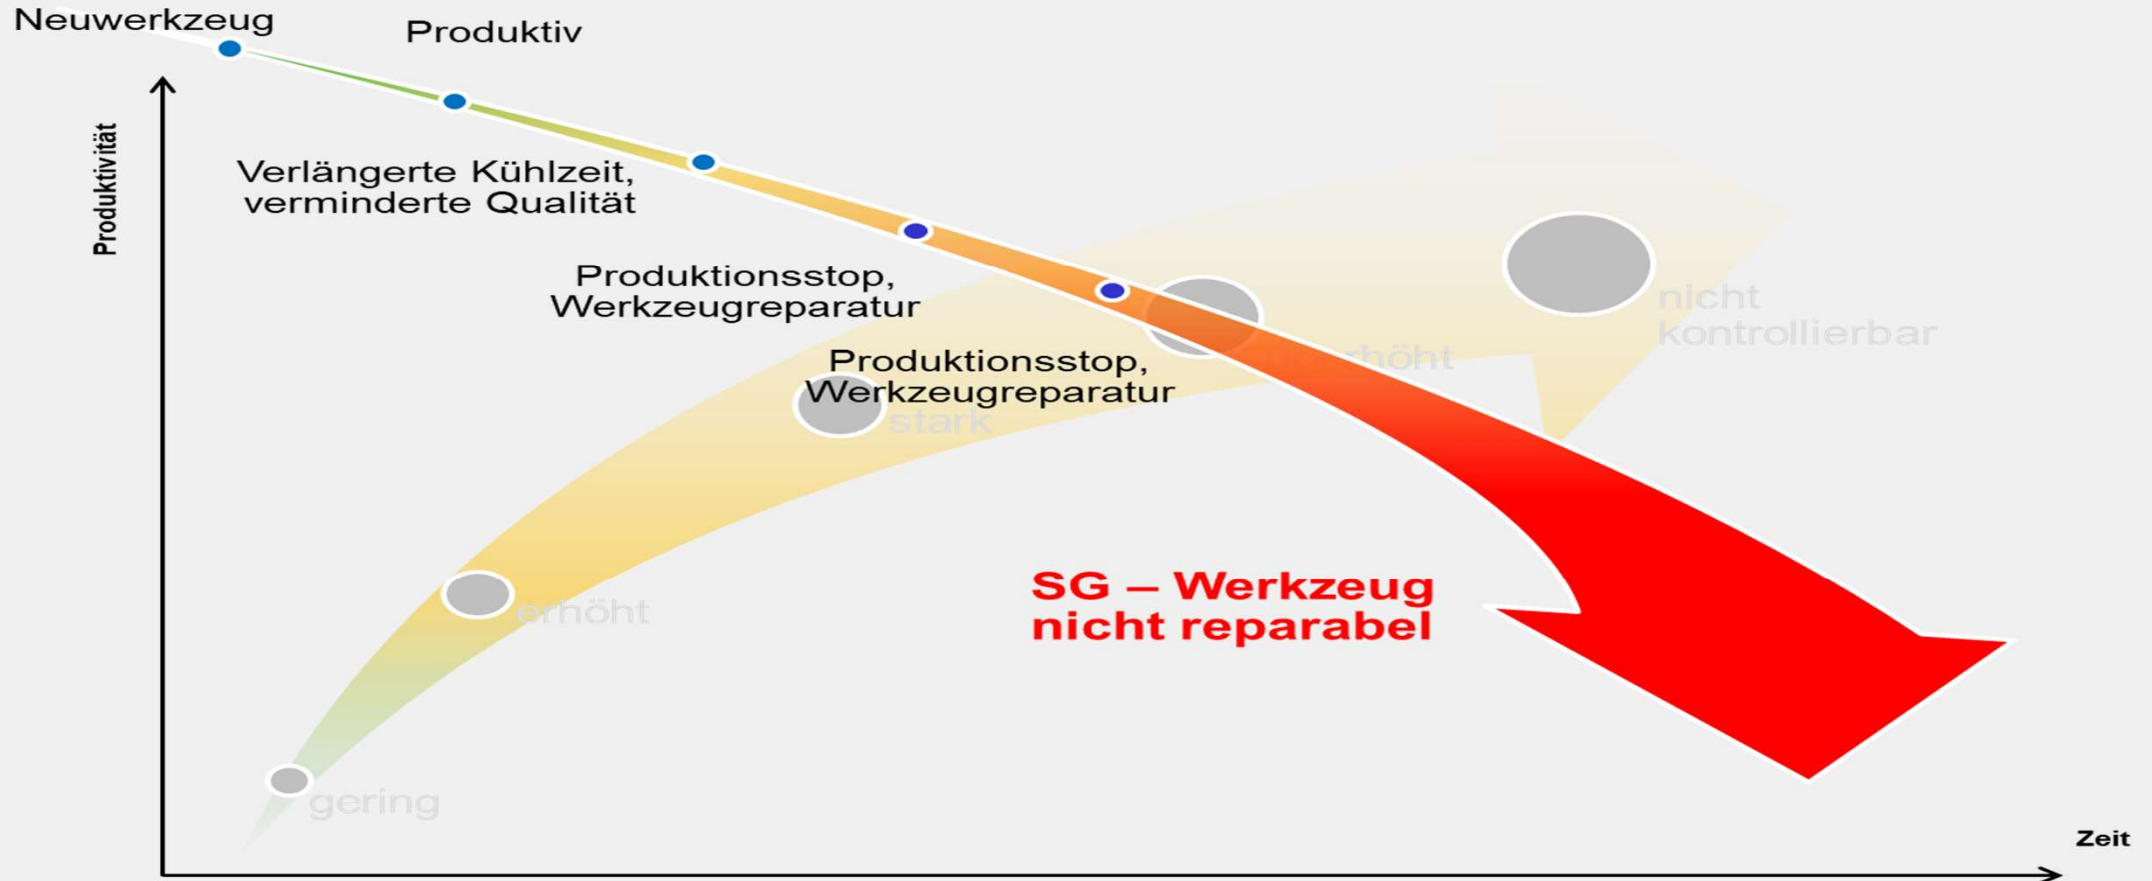 Neuwerkzeug
Produktiv
Produktivität
Verlängerte Kühlzeit,
verminderte Qualität
Produktionsstop,
Werkzeugreparatur
Produktionsstop,
Werkzeugreparatur
nicht
kontrollierbar
stark
erhöht
SG – Werkzeug
nicht reparabel
gering
Zeit